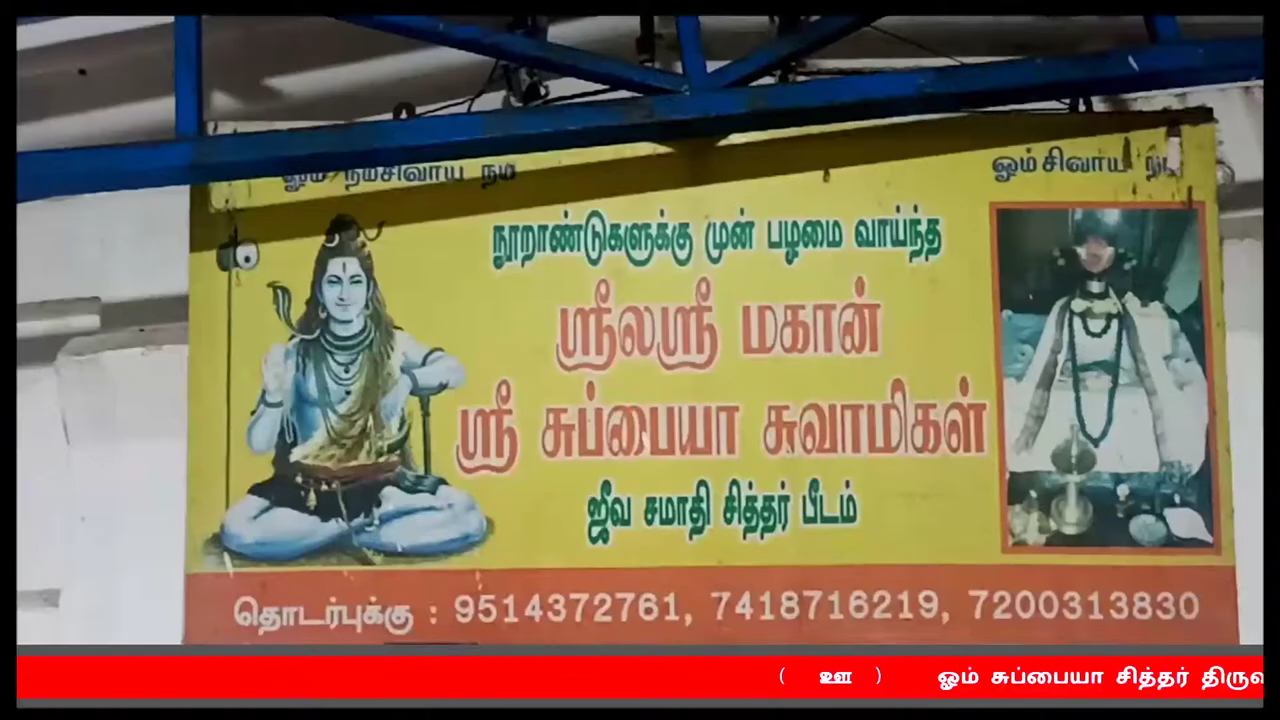 ஓம் நமசிவாய நம
ஓம் சிவாய நம
நூறாண்டுகளுக்கு முன் பழமை வாய்ந்த
ஸ்ரீலஸ்ரீ மகான்
ஸ்ரீ சுப்பையா சுவாமிகள்
ஜீவ சமாதி சித்தர் பீடம்
தொடர்புக்கு : 9514372761, 7418716219, 7200313830
( ஊ ) ஓம் சுப்பையா சித்தர்